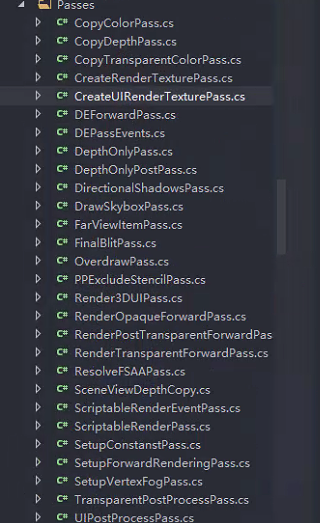 Passes
C# CopyColorPass.cs
C# CopyDepthPass.cs
C# CopyTransparentColorPass.cs
C# CreateRenderTexturePass.cs
C# CreateUIRenderTexturePass.cs
C# DEForwardPass.cs
C# DEPassEvents.cs
C# DepthOnlyPass.cs
C# DepthOnlyPostPass.cs
C# DirectionalShadowsPass.cs
C# DrawSkyboxPass.cs
C# FarViewItemPass.cs
C# FinalBlitPass.cs
C# OverdrawPass.cs
C# PPExcludeStencilPass.cs
C# Render3DUIPass.cs
C# RenderOpaqueForwardPass.cs
C# RenderPostTransparentForwardPas
C# RenderTransparentForwardPass.cs
C# ResolveFSAAPass.cs
C# SceneViewDepthCopy.cs
C# ScriptableRenderEventPass.cs
C# ScriptableRenderPass.cs
C# SetupConstanstPass.cs
C# SetupForwardRenderingPass.cs
C# SetupVertexFogPass.cs
C# TransparentPostProcessPass.cs
C# UIPostProcessPass.cs